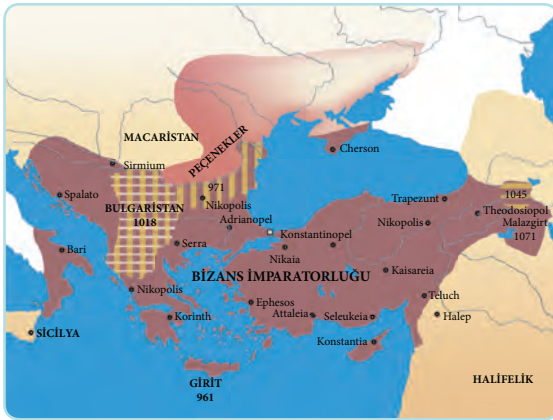 MACARİSTAN
PEÇENEKLER
Cherson
Sirmium
971
Spalato
BULGARİSTAN
1018
Nikopolis
Adrianopel
Trapezunt
1045
Theodosiopol
Malazgirt
1071
Konstantinopel
Nikopolis
Bari
Serra
Nikaia
BİZANS İMPARATORLUĞU
Kaisareia
Nikopolis
Ephesos
Teluch
Korinth
Attaleia
Seleukeia
Halep
SİCİLYA
Konstantia
GİRİT
961
HALİFELİK